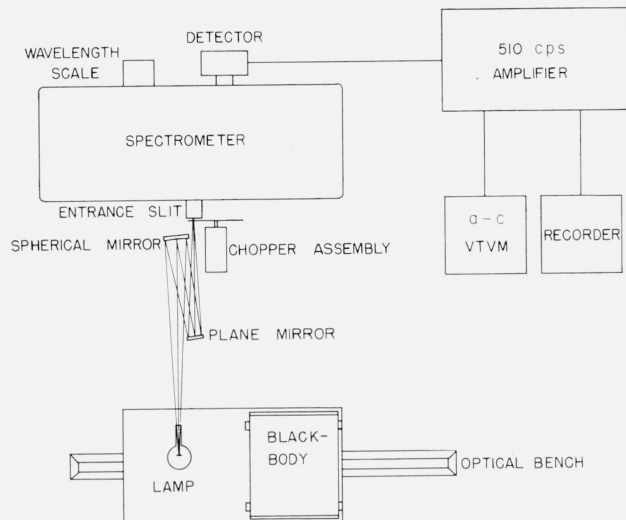 WAVELENGTH
SCALE
DETECTOR
510 cps
AMPLIFIER
SPECTROMETER
ENTRANCE SLIT
a-c
VTVM
RECORDER
SPHERICAL MIRROR
CHOPPER ASSEMBLY
PLANE MIRROR
BLACK-
BODY
LAMP
OPTICAL BENCH